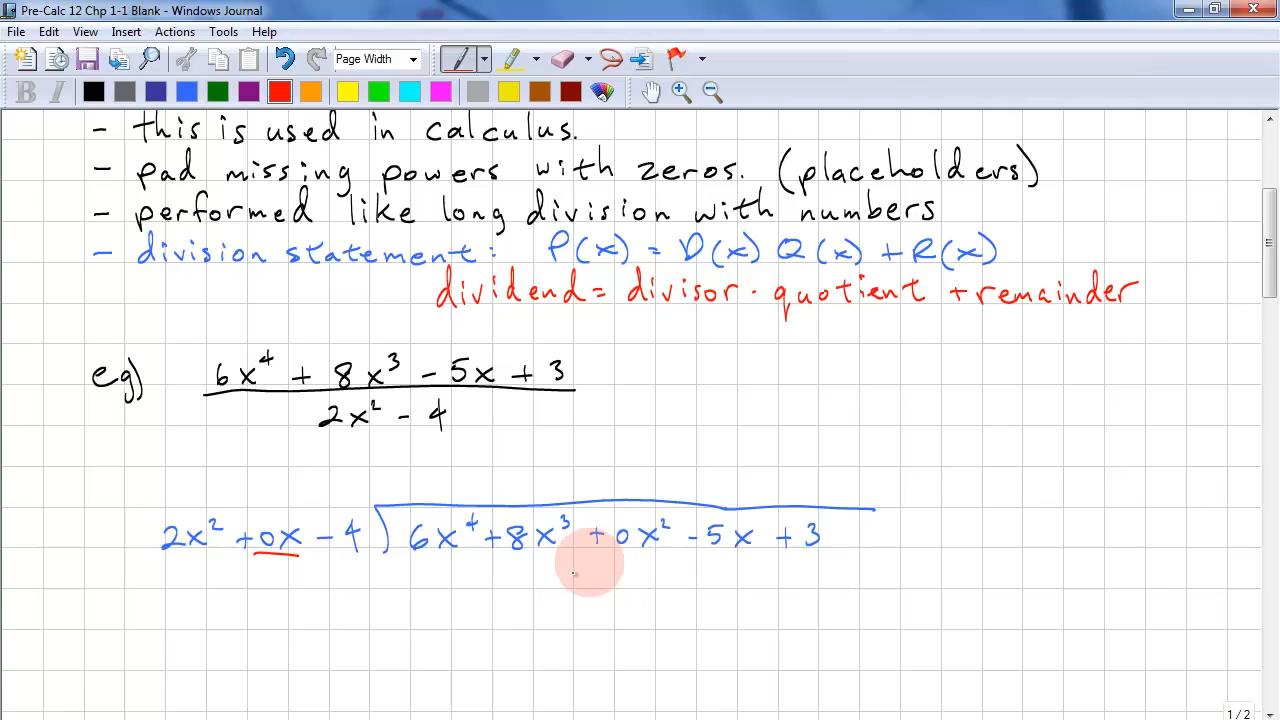 Pre-Calc 12 Chp 1-1 Blank - Windows Journal
File Edit View Insert Actions Tools Help
Page Width
B I
- this is used in calculus.
- pad missing powers with zeros. (placeholders)
- performed like long division with numbers
- division statement: P(x) = D(x) Q(x) + R(x)
dividend = divisor · quotient + remainder
eg) 6x⁴ + 8x³ - 5x + 3
2x² - 4
2x² + 0x - 4 ) 6x⁴ + 8x³ + 0x² - 5x + 3
1 / 2